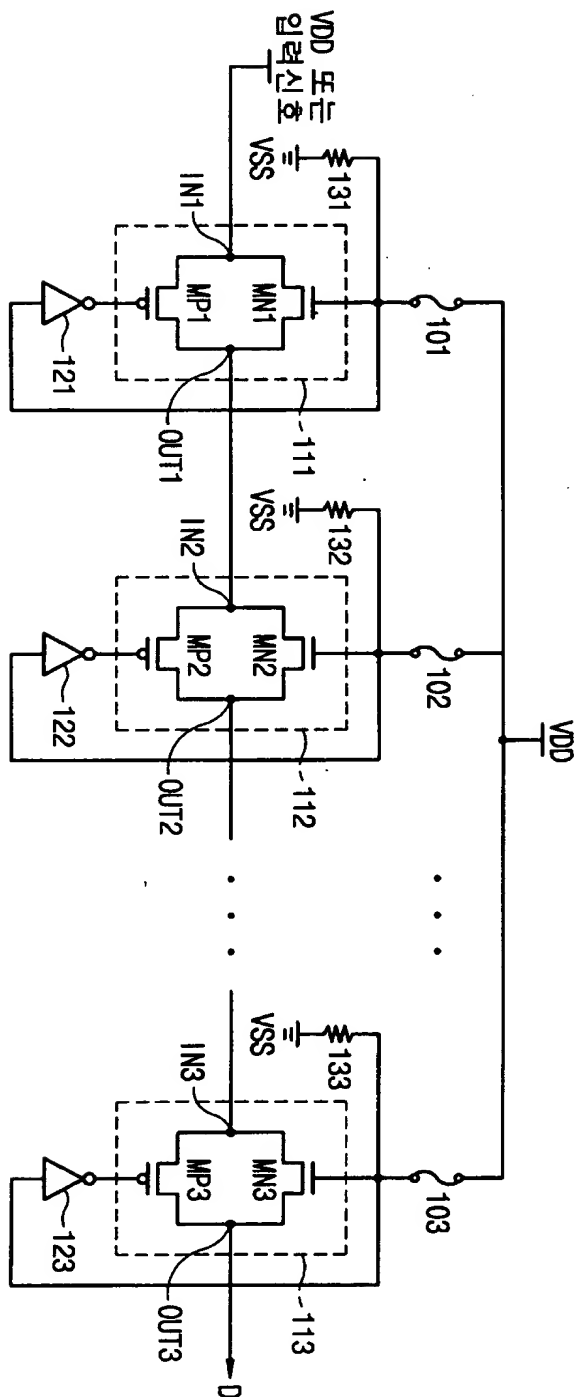 VDD
101
102
103
VDD 또는
입력신호
131
132
133
VSS
VSS
VSS
IN1
MN1
MP1
OUT1
111
121
IN2
MN2
MP2
OUT2
112
122
IN3
MN3
MP3
OUT3
113
123
D